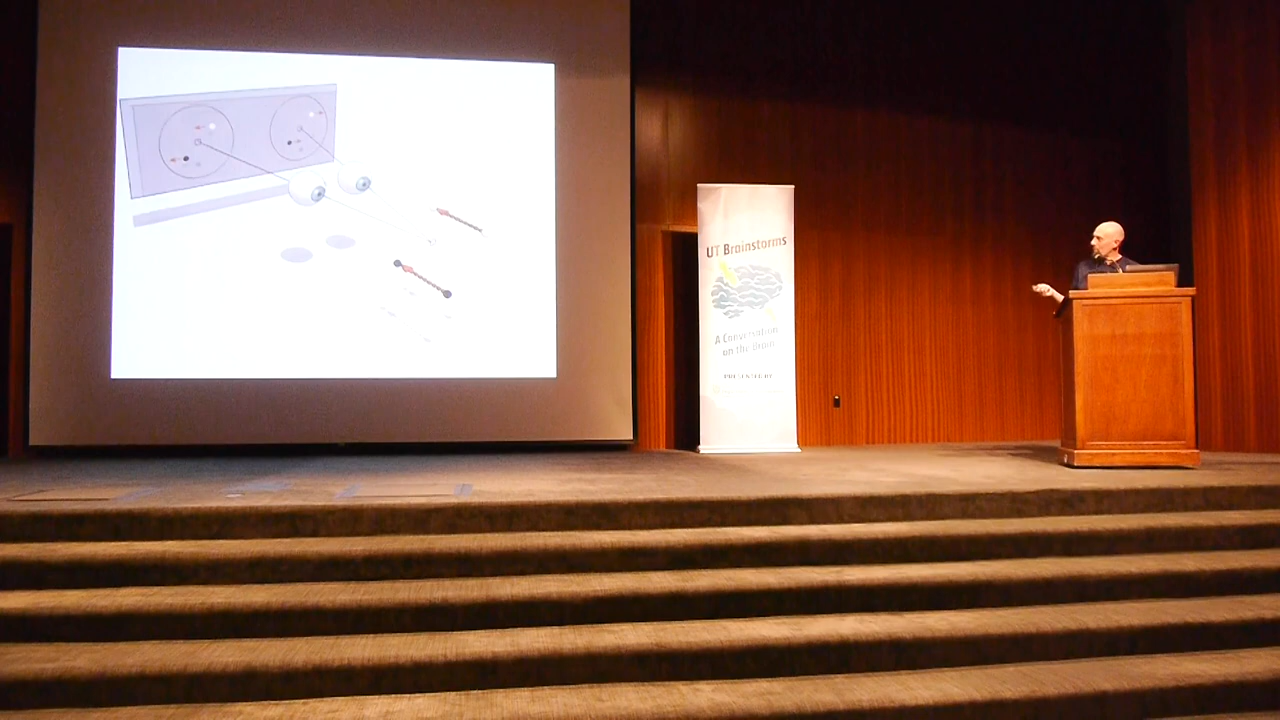 UT Brainstorms
A Conversation
on the Brain
PRESENTED BY